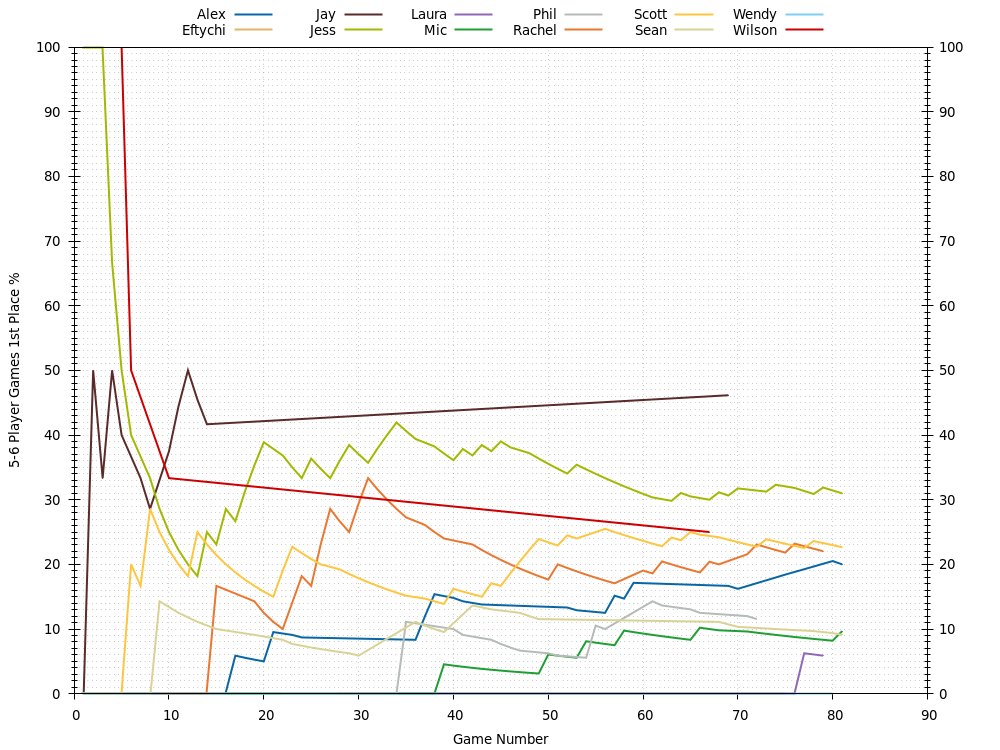 Alex Jay Laura Phil Scott Wendy
Eftychi Jess Mic Rachel Sean Wilson
100 100
90 90
80 80
70 70
60 60
50 50
40 40
30 30
20 20
10 10
0 0
0 10 20 30 40 50 60 70 80 90
5-6 Player Games 1st Place %
Game Number